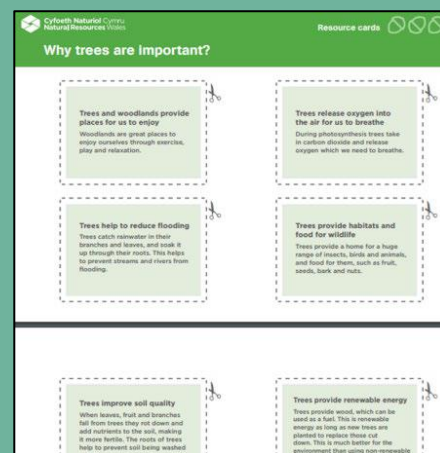 Cyfoeth Naturiol Cymru
Natural Resources Wales
Resource cards
Why trees are Important?
Trees and woodlands provide
places for us to enjoy
Woodlands are great places to
enjoy ourselves through exercise,
play and relaxation.
Trees release oxygen into
the air for us to breathe
During photosynthesis trees take
in carbon dioxide and release
oxygen which we need to breathe.
Trees help to reduce flooding
Trees catch rainwater in their
branches and leaves, and soak it
up through their roots. This helps
to prevent streams and rivers from
flooding.
Trees provide habitats and
food for wildlife
Trees provide a home for a huge
range of insects, birds and animals,
and food for them, such as fruit,
seeds, bark and nuts.
Trees improve soil quality
When leaves, fruit and branches
fall from trees they rot down and
add nutrients to the soil, making
it more fertile. The roots of trees
help to prevent soil being washed
Trees provide renewable energy
Trees provide wood, which can be
used as a fuel. This is renewable
energy as long as new trees are
planted to replace those cut
down. This is much better for the
environment than using non-renewable